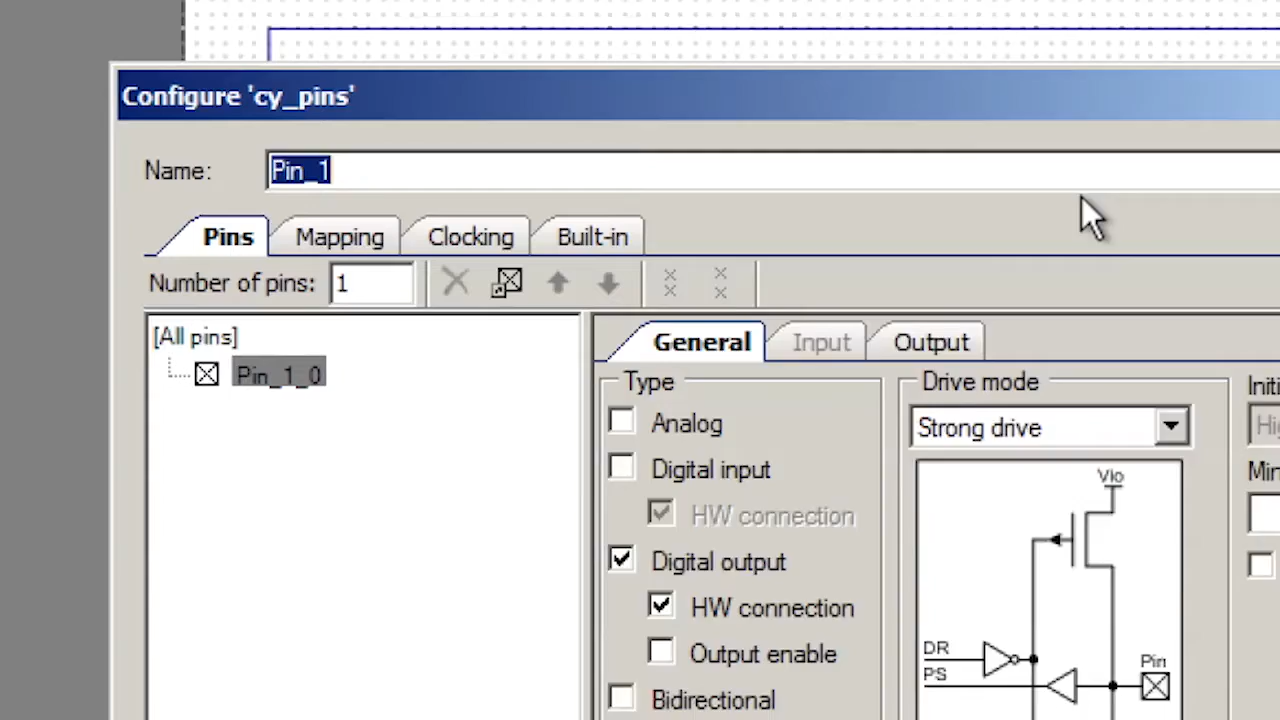 Configure 'cy_pins'
Name: Pin_1
Pins Mapping Clocking Built-in
Number of pins: 1
[All pins]
Pin_1_0
General Input Output
Type
Analog
Digital input
HW connection
Digital output
HW connection
Output enable
Bidirectional
Drive mode
Strong drive
Vio
DR
PS
Pin